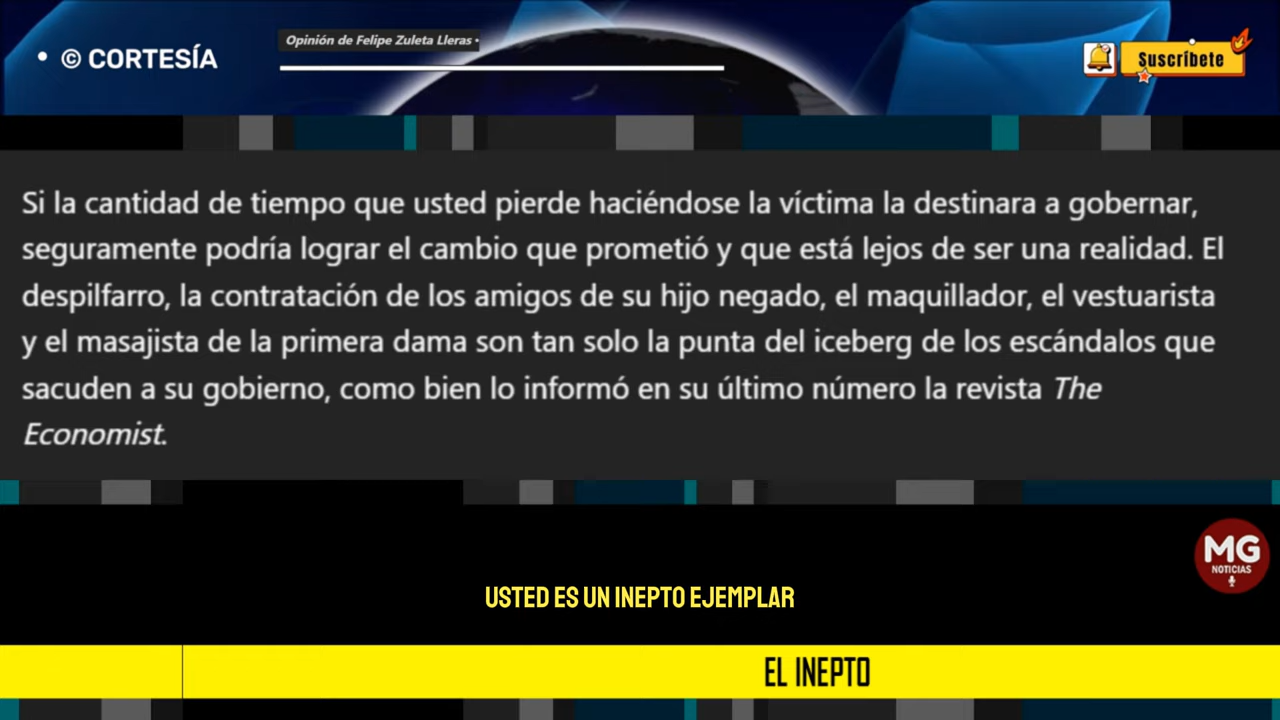 • © CORTESÍA
Opinión de Felipe Zuleta Lleras •
Suscríbete
Si la cantidad de tiempo que usted pierde haciéndose la víctima la destinara a gobernar,
seguramente podría lograr el cambio que prometió y que está lejos de ser una realidad. El
despilfarro, la contratación de los amigos de su hijo negado, el maquillador, el vestuarista
y el masajista de la primera dama son tan solo la punta del iceberg de los escándalos que
sacuden a su gobierno, como bien lo informó en su último número la revista The
Economist.
MG
NOTICIAS
USTED ES UN INEPTO EJEMPLAR
EL INEPTO